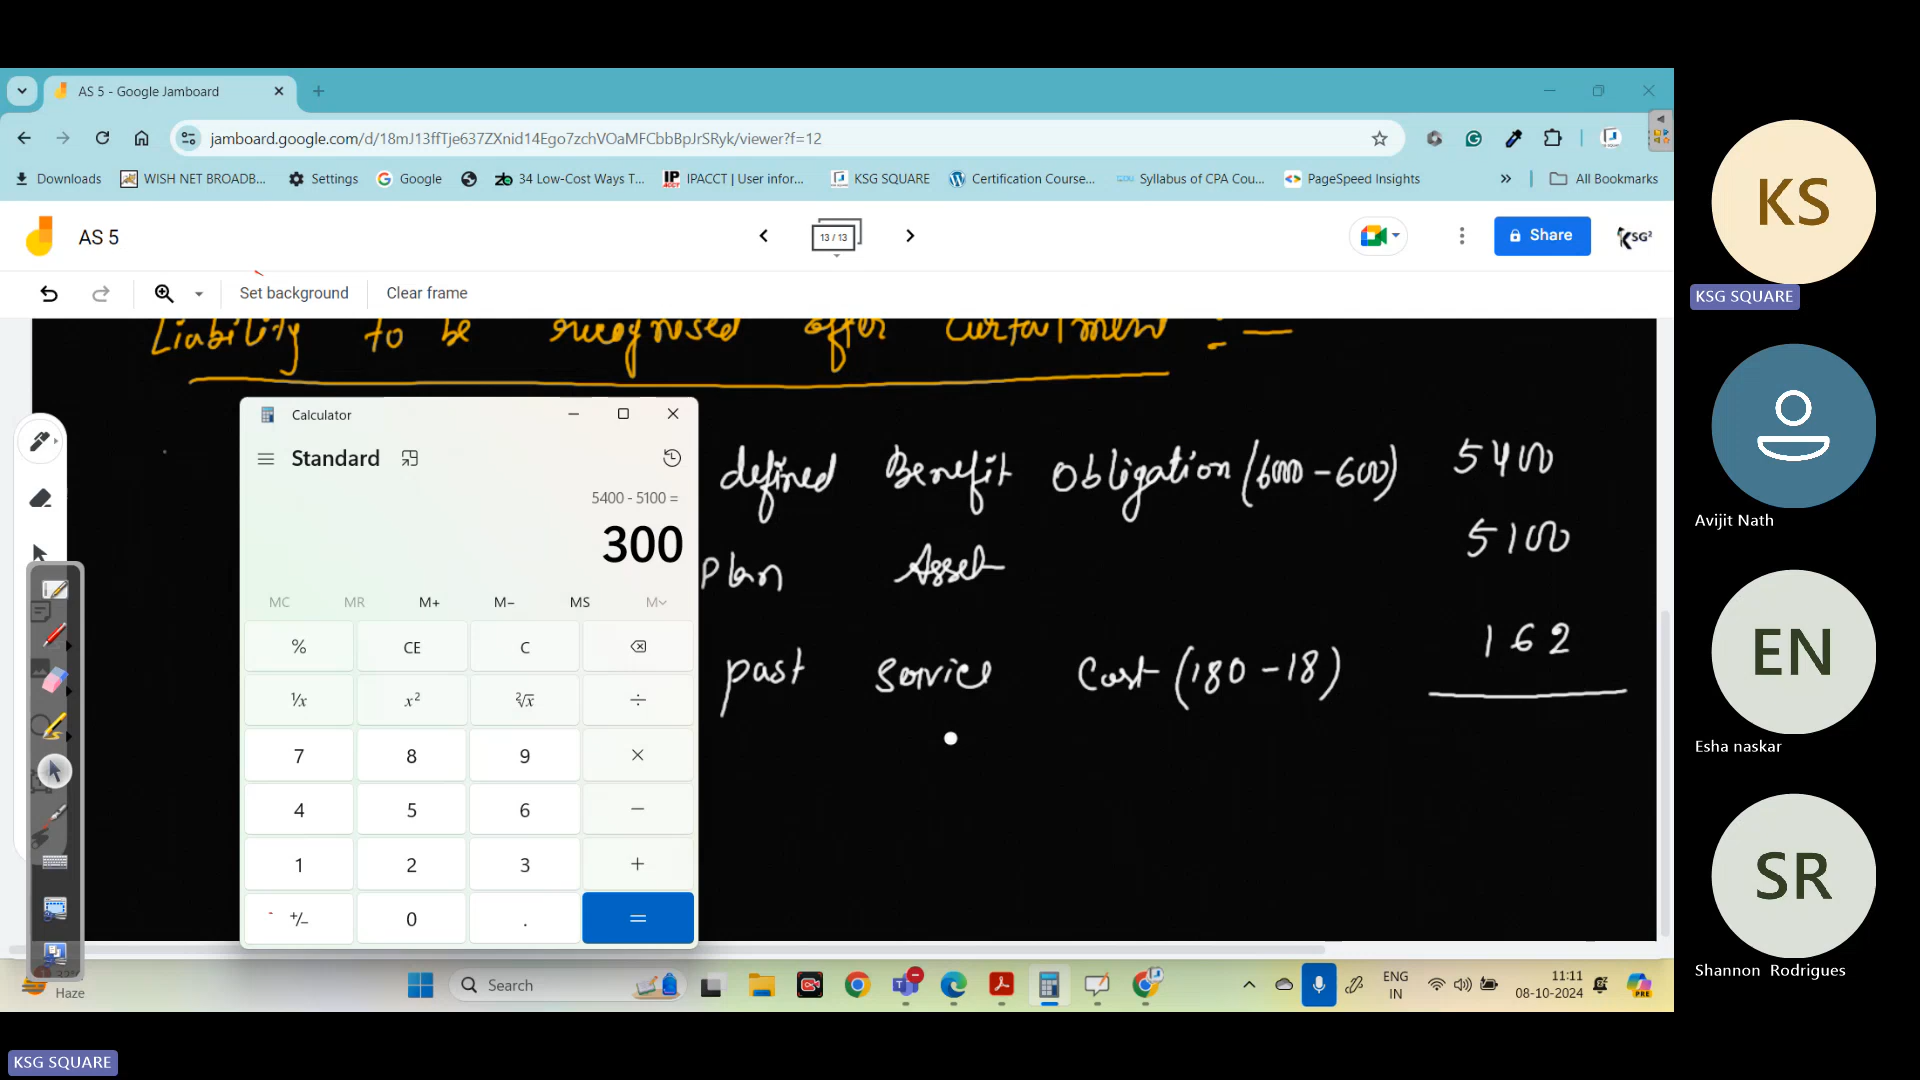 AS 5 - Google Jamboard
jamboard.google.com/d/18mJ13ffTje637ZXnid14Ego7zchVOaMFCbbBpJrSRyk/viewer?f=12
Downloads WISH NET BROADB... Settings Google 34 Low-Cost Ways T... IPACCT | User infor... KSG SQUARE Certification Course... Syllabus of CPA Cou... PageSpeed Insights » All Bookmarks
AS 5
13 / 13
Share
KSG²
Set background Clear frame
Liability to be recognised after curtailment :—
Calculator
Standard
5400 - 5100 =
300
MC MR M+ M− MS M
% CE C
¹/x x² ²√x ÷
7 8 9 ×
4 5 6 −
1 2 3 +
+/− 0 . =
defined Benefit Obligation (6000 - 600) 5400
Plan Asset 5100
past Service Cost (180 - 18) 162
Haze
Search
ENG
IN
11:11
08-10-2024
PRE
KS
KSG SQUARE
Avijit Nath
EN
Esha naskar
SR
Shannon Rodrigues
KSG SQUARE